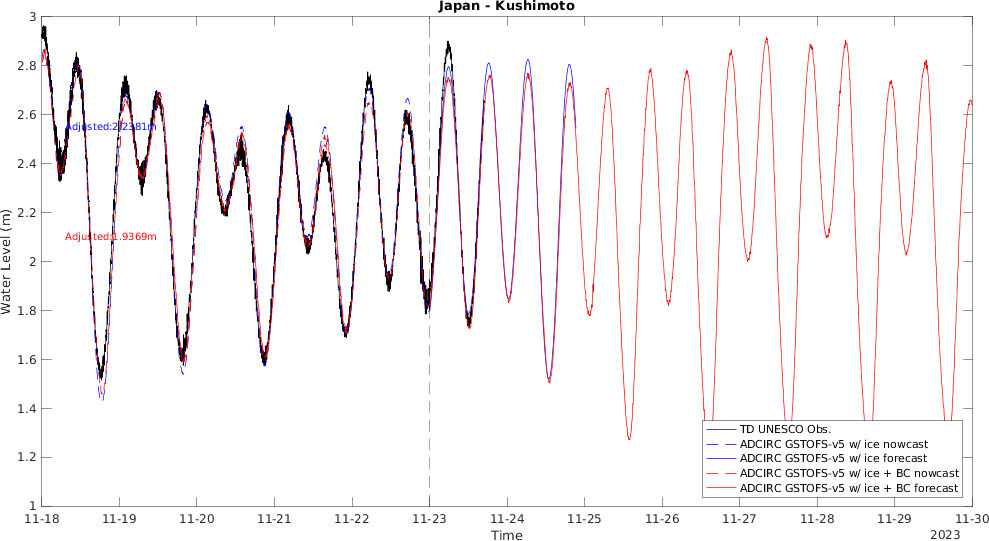 Japan - Kushimoto
3
2.8
2.6
2.4
2.2
2
1.8
1.6
1.4
1.2
1
Water Level (m)
Adjusted:2.2381m
Adjusted:1.9369m
TD UNESCO Obs.
ADCIRC GSTOFS-v5 w/ ice nowcast
ADCIRC GSTOFS-v5 w/ ice forecast
ADCIRC GSTOFS-v5 w/ ice + BC nowcast
ADCIRC GSTOFS-v5 w/ ice + BC forecast
11-18 11-19 11-20 11-21 11-22 11-23 11-24 11-25 11-26 11-27 11-28 11-29 11-30
Time
2023